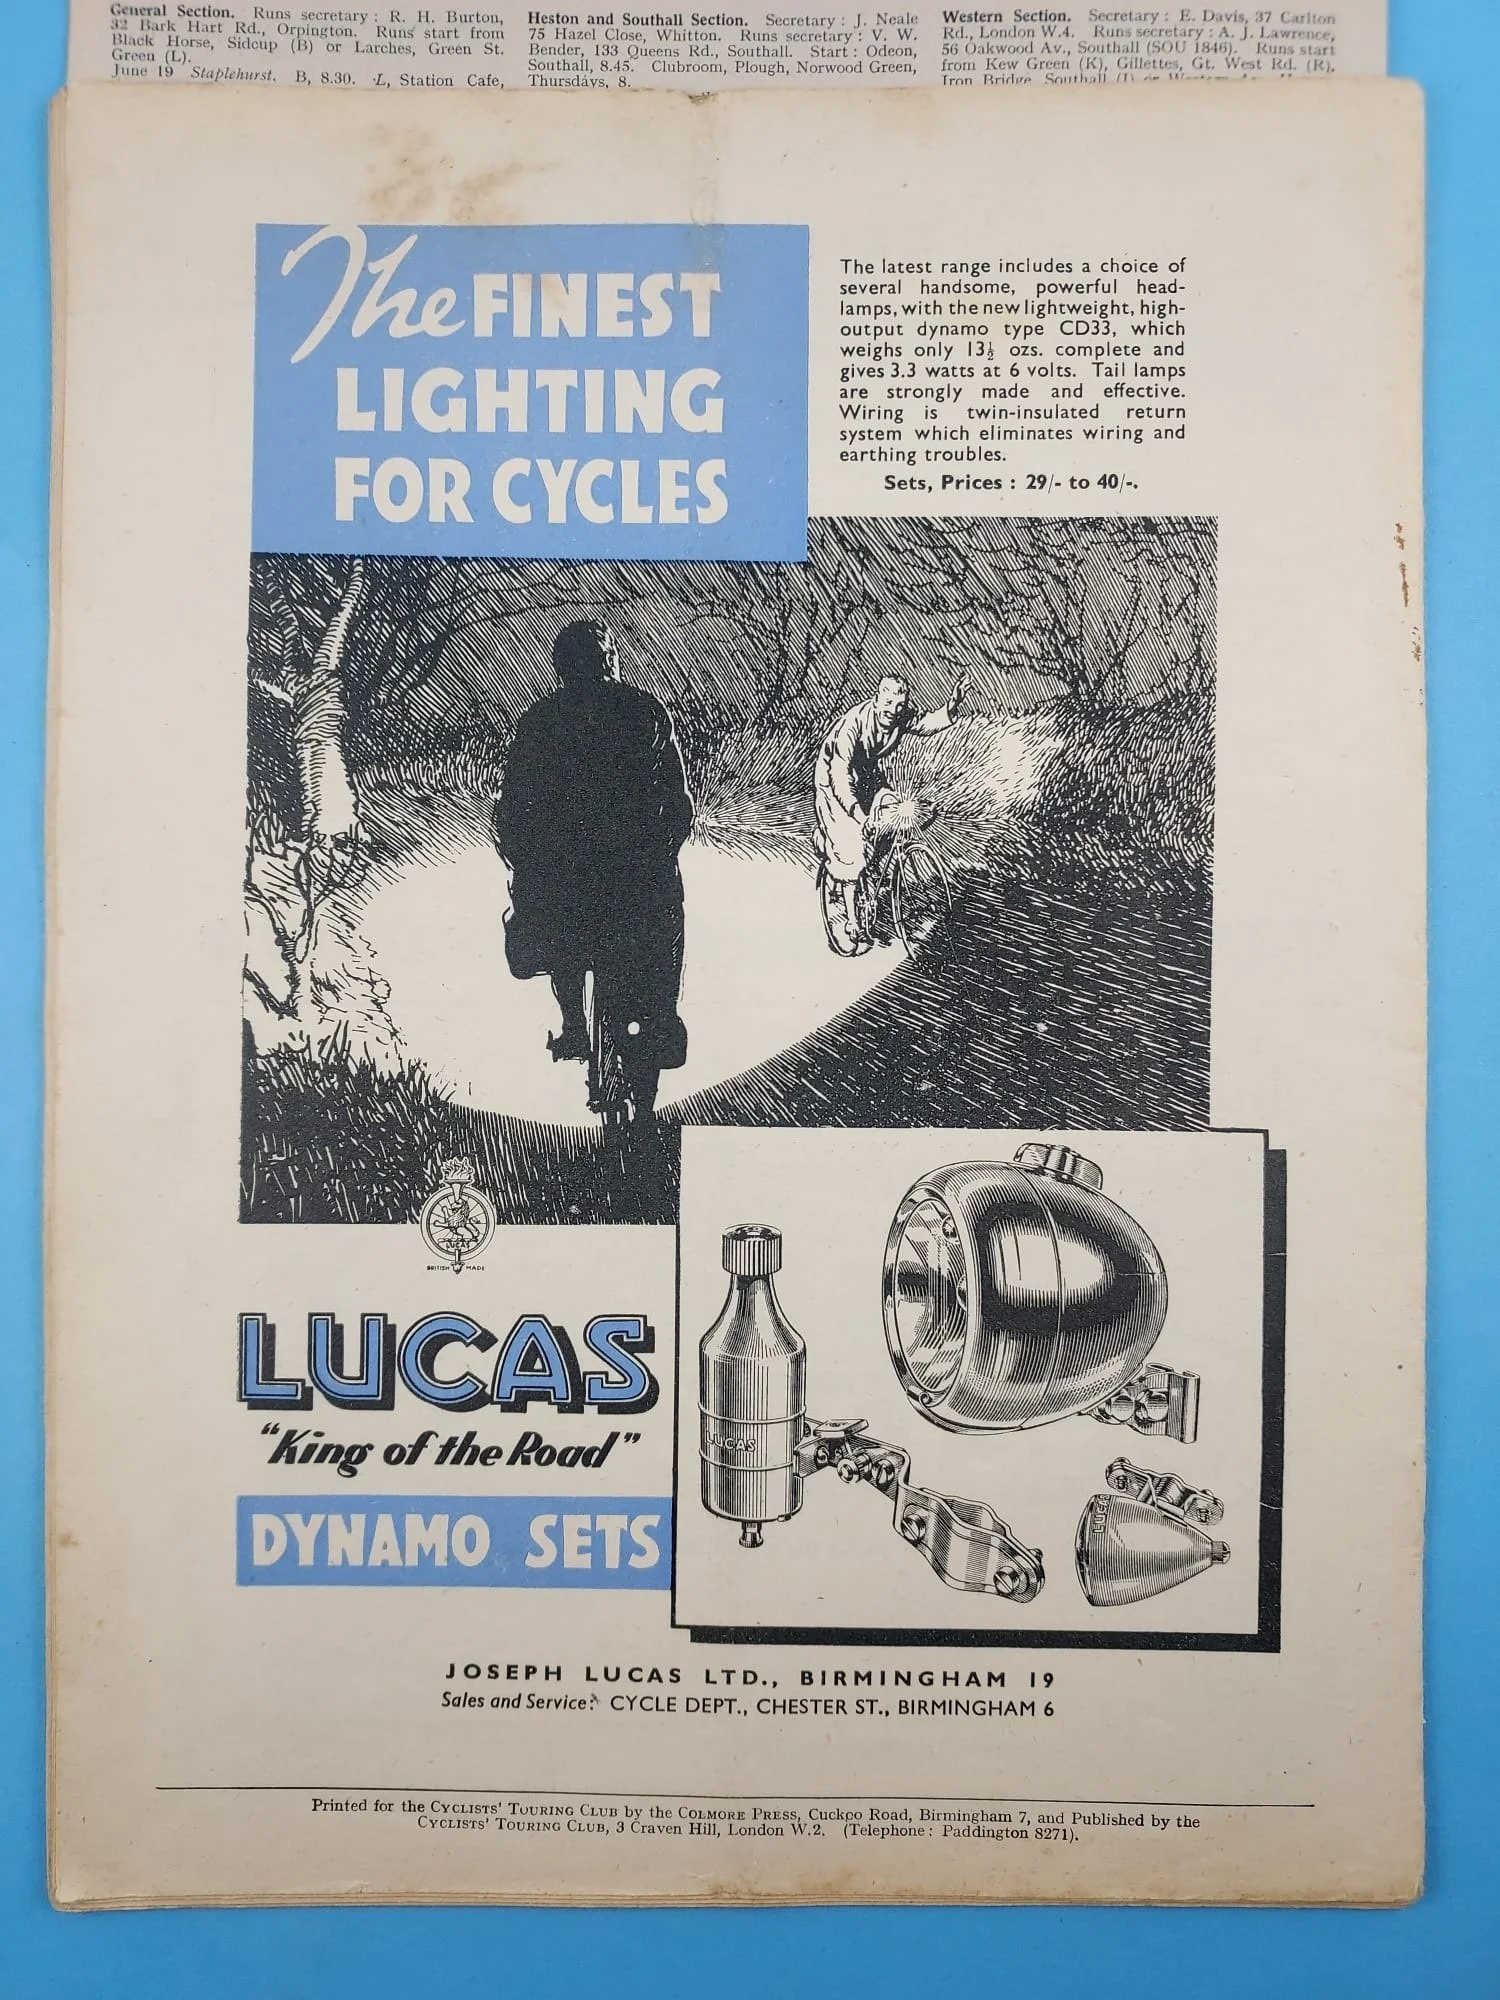 General Section. Runs secretary : R. H. Burton,
32 Bark Hart Rd., Orpington. Runs start from
Black Horse, Sidcup (B) or Larches, Green St.
Green (L).
June 19 Staplehurst. B, 8.30. L, Station Cafe,
Heston and Southall Section. Secretary : J. Neale
75 Hazel Close, Whitton. Runs secretary : V. W.
Bender, 133 Queens Rd., Southall. Start : Odeon,
Southall, 8.45. Clubroom, Plough, Norwood Green,
Thursdays, 8.
Western Section. Secretary : E. Davis, 37 Carlton
Rd., London W.4. Runs secretary : A. J. Lawrence,
56 Oakwood Av., Southall (SOU 1846). Runs start
from Kew Green (K), Gillettes, Gt. West Rd. (R),
Iron Bridge, Southall (I) or
The FINEST
LIGHTING
FOR CYCLES
The latest range includes a choice of
several handsome, powerful head-
lamps, with the new lightweight, high-
output dynamo type CD33, which
weighs only 13½ ozs. complete and
gives 3.3 watts at 6 volts. Tail lamps
are strongly made and effective.
Wiring is twin-insulated return
system which eliminates wiring and
earthing troubles.
Sets, Prices : 29/- to 40/-.
LUCAS
BRITISH MADE
LUCAS
"King of the Road"
DYNAMO SETS
LUCAS
LUCAS
JOSEPH LUCAS LTD., BIRMINGHAM 19
Sales and Service: CYCLE DEPT., CHESTER ST., BIRMINGHAM 6
Printed for the CYCLISTS' TOURING CLUB by the COLMORE PRESS, Cuckoo Road, Birmingham 7, and Published by the
CYCLISTS' TOURING CLUB, 3 Craven Hill, London W.2. (Telephone : Paddington 8271).